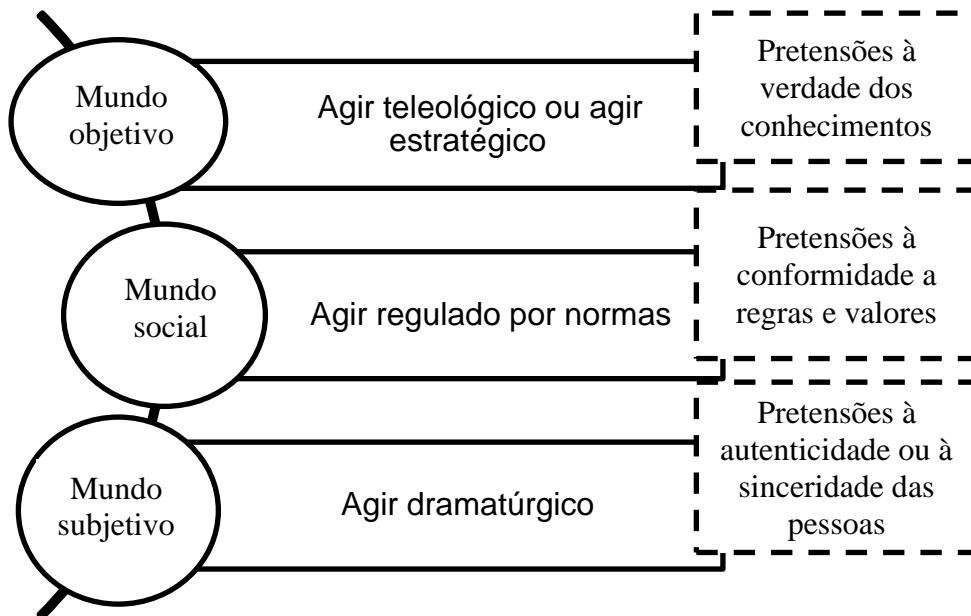 Mundo
objetivo
Agir teleológico ou agir
estratégico
Pretensões à
verdade dos
conhecimentos
Mundo
social
Agir regulado por normas
Pretensões à
conformidade a
regras e valores
Mundo
subjetivo
Agir dramatúrgico
Pretensões à
autenticidade ou à
sinceridade das
pessoas